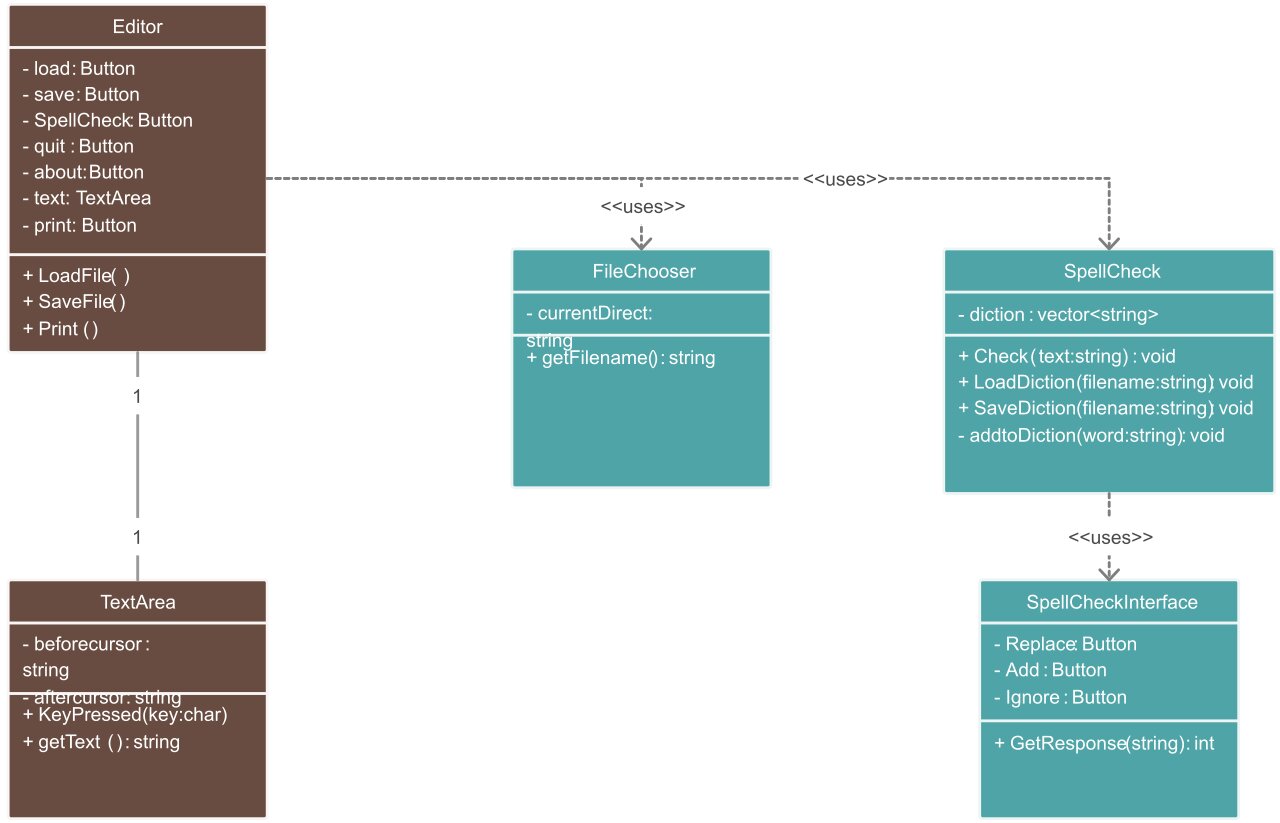 Editor
- load: Button
- save: Button
- SpellCheck: Button
- quit : Button
- about:Button
- text: TextArea
- print: Button
+ LoadFile( )
+ SaveFile()
+ Print ()
1
1
TextArea
- beforecursor :
string
- aftercursor: string
+ KeyPressed(key:char)
+ getText (): string
<<uses>>
<<uses>>
FileChooser
- currentDirect:
string
+ getFilename(): string
SpellCheck
- diction : vector<string>
+ Check(text:string) : void
+ LoadDiction(filename:string): void
+ SaveDiction(filename:string): void
- addtoDiction(word:string): void
<<uses>>
SpellCheckInterface
- Replace: Button
- Add : Button
- Ignore : Button
+ GetResponse(string): int